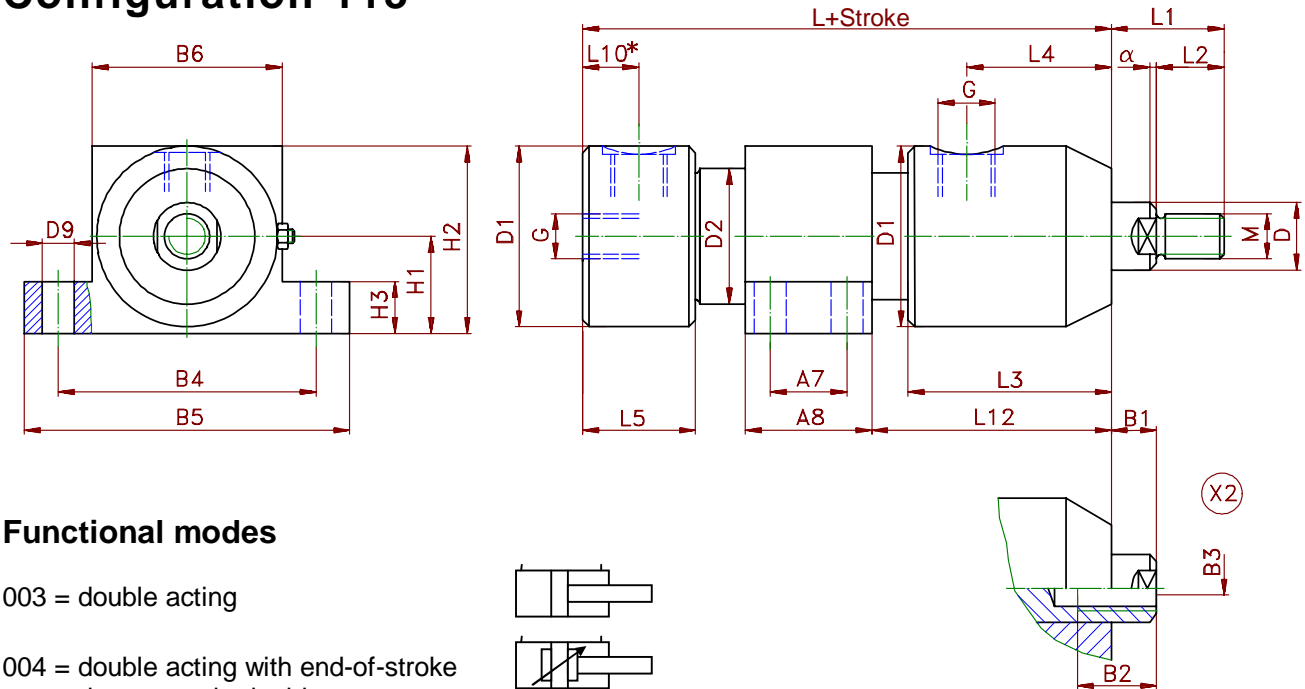 L+Stroke
L1
B6
L10*
L4
α
L2
G
D9
H2
H1
H3
D1
G
D2
D1
M
D
B4
A7
L3
B5
L5
A8
L12
B1
X2
Functional modes
B3
003 = double acting
004 = double acting with end-of-stroke
B2